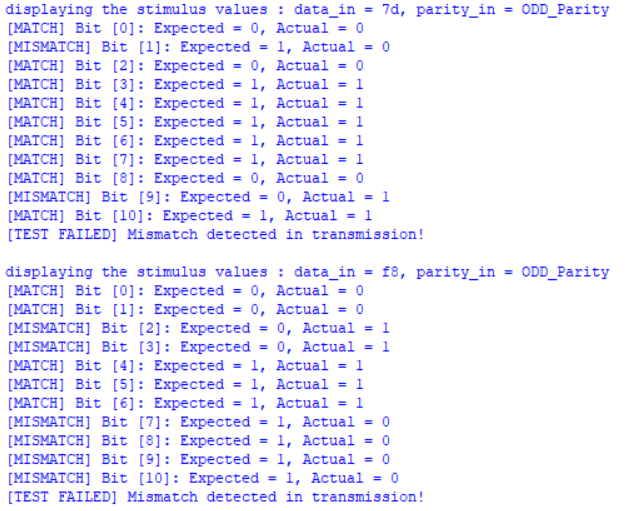 displaying the stimulus values : data_in = 7d, parity_in = ODD_Parity
[MATCH] Bit [0]: Expected = 0, Actual = 0
[MISMATCH] Bit [1]: Expected = 1, Actual = 0
[MATCH] Bit [2]: Expected = 0, Actual = 0
[MATCH] Bit [3]: Expected = 1, Actual = 1
[MATCH] Bit [4]: Expected = 1, Actual = 1
[MATCH] Bit [5]: Expected = 1, Actual = 1
[MATCH] Bit [6]: Expected = 1, Actual = 1
[MATCH] Bit [7]: Expected = 1, Actual = 1
[MATCH] Bit [8]: Expected = 0, Actual = 0
[MISMATCH] Bit [9]: Expected = 0, Actual = 1
[MATCH] Bit [10]: Expected = 1, Actual = 1
[TEST FAILED] Mismatch detected in transmission!

displaying the stimulus values : data_in = f8, parity_in = ODD_Parity
[MATCH] Bit [0]: Expected = 0, Actual = 0
[MATCH] Bit [1]: Expected = 0, Actual = 0
[MISMATCH] Bit [2]: Expected = 0, Actual = 1
[MISMATCH] Bit [3]: Expected = 0, Actual = 1
[MATCH] Bit [4]: Expected = 1, Actual = 1
[MATCH] Bit [5]: Expected = 1, Actual = 1
[MATCH] Bit [6]: Expected = 1, Actual = 1
[MISMATCH] Bit [7]: Expected = 1, Actual = 0
[MISMATCH] Bit [8]: Expected = 1, Actual = 0
[MISMATCH] Bit [9]: Expected = 1, Actual = 0
[MISMATCH] Bit [10]: Expected = 1, Actual = 0
[TEST FAILED] Mismatch detected in transmission!